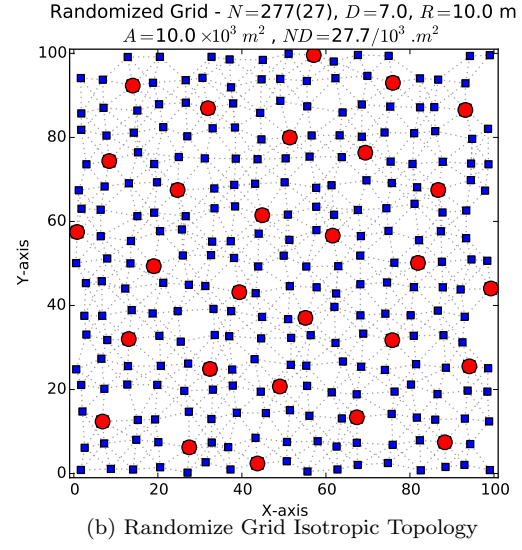 Randomized Grid - N=277(27), D=7.0, R=10.0 m
A=10.0 ×10³ m², ND=27.7/10³ .m²
100
80
60
40
20
0
Y-axis
0 20 40 60 80 100
X-axis
(b) Randomize Grid Isotropic Topology